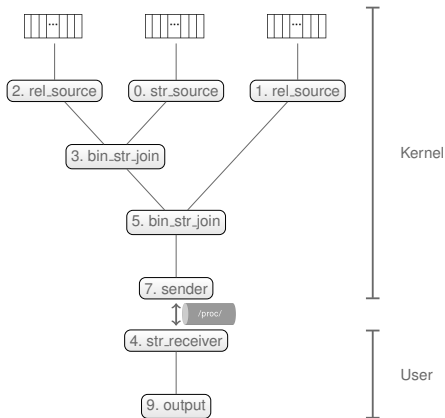 ... ... ...
2. rel_source 0. str_source 1. rel_source
3. bin_str_join
Kernel
5. bin_str_join
7. sender
/proc/
4. str_receiver
User
9. output